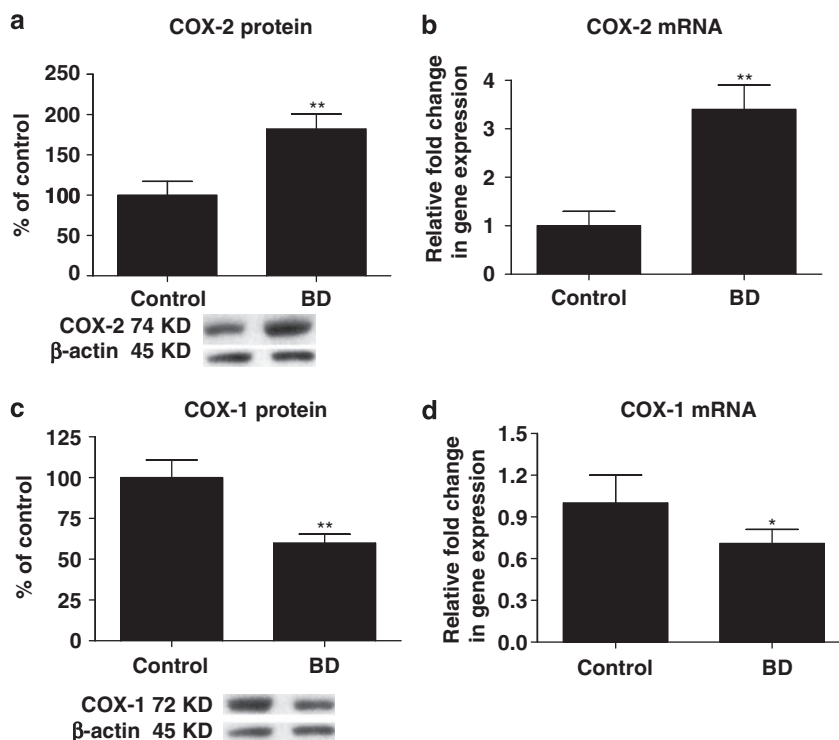 a
COX-2 protein
% of control
250
200
150
100
50
0
**
Control BD
COX-2 74 KD
β-actin 45 KD
b
COX-2 mRNA
Relative fold change
in gene expression
4
3
2
1
0
**
Control BD
c
COX-1 protein
% of control
125
100
75
50
25
0
**
Control BD
COX-1 72 KD
β-actin 45 KD
d
COX-1 mRNA
Relative fold change
in gene expression
1.5
1.2
0.9
0.6
0.3
0.0
*
Control BD